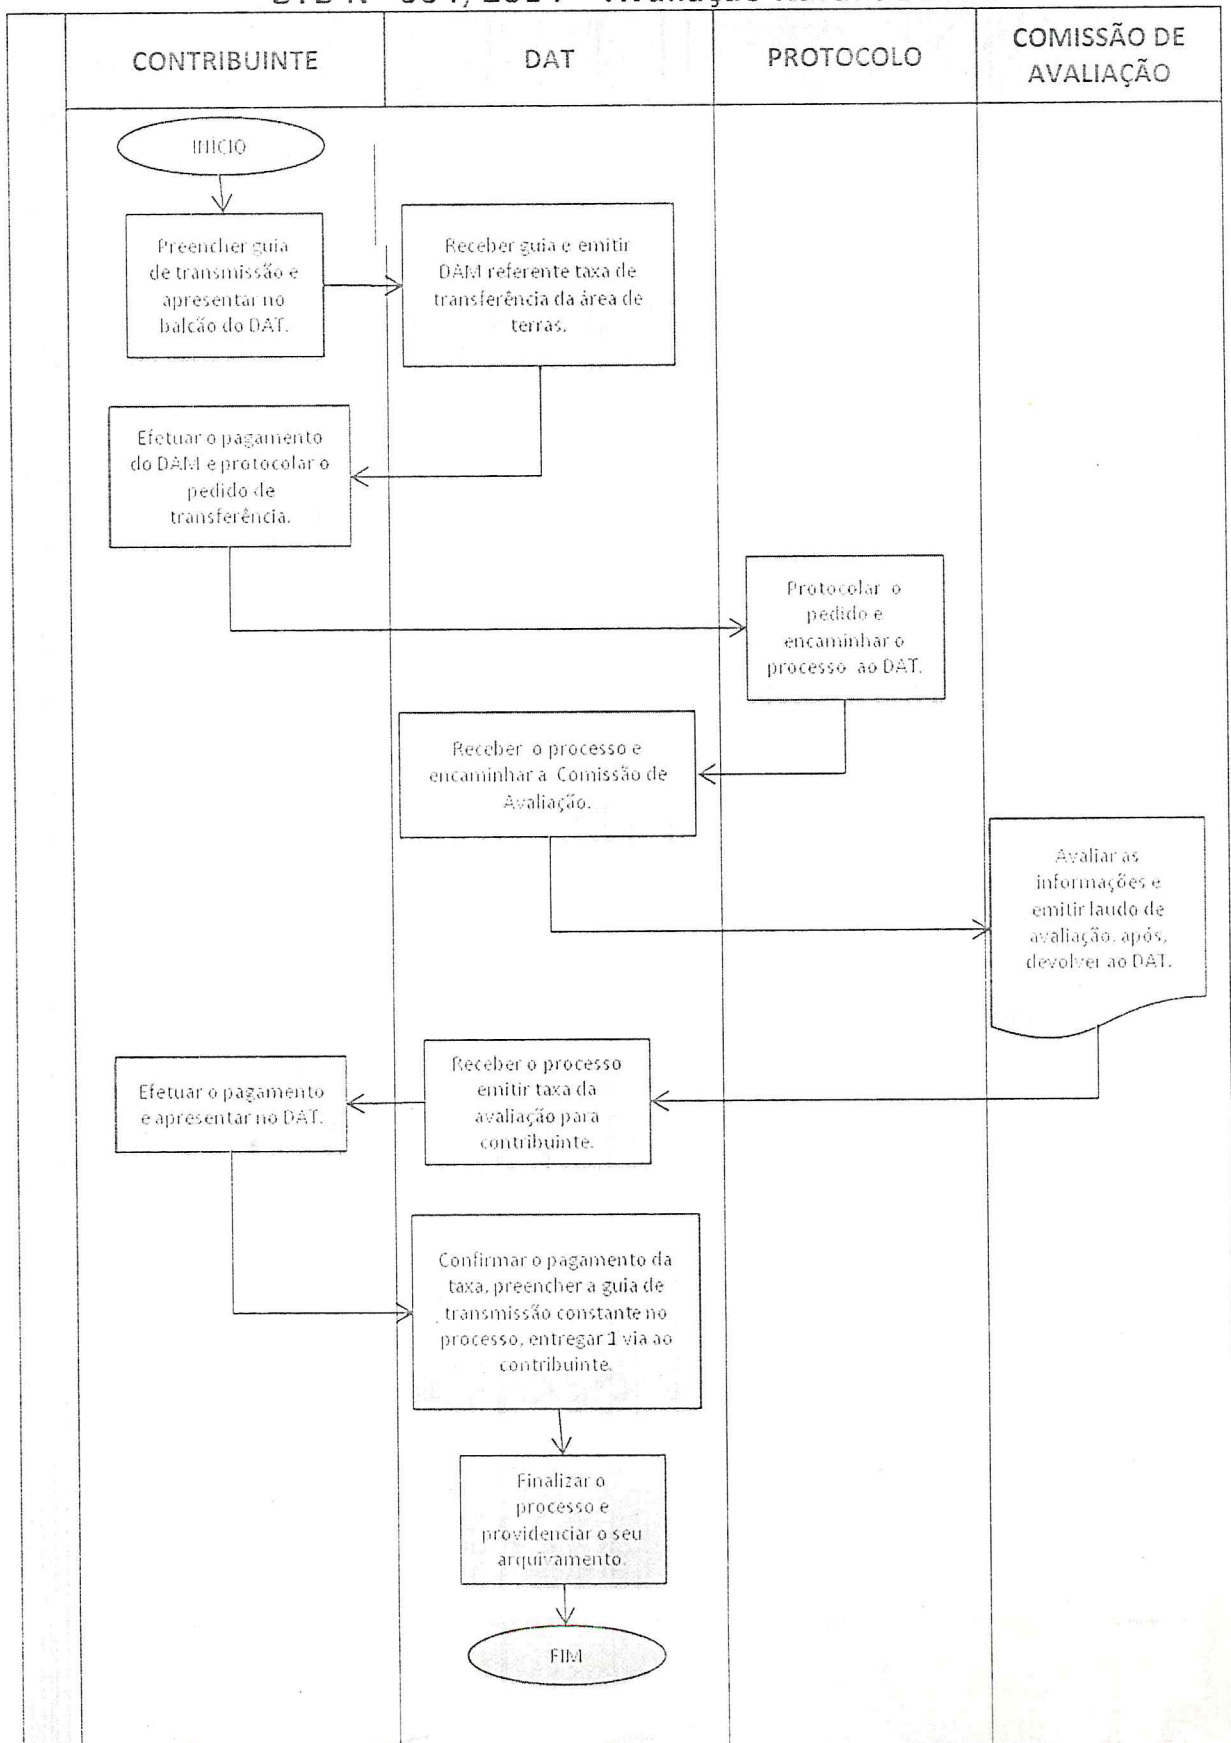 CONTRIBUINTE
DAT
PROTOCOLO
COMISSÃO DE
AVALIAÇÃO
INÍCIO
Preencher guia
de transmissão e
apresentar no
balcão do DAT.
Receber guia e emitir
DAM referente taxa de
transferência da área de
terras.
Efetuar o pagamento
do DAM e protocolar o
pedido de
transferência.
Protocolar o
pedido e
encaminhar o
processo ao DAT.
Receber o processo e
encaminhar a Comissão de
Avaliação.
Avaliar as
informações e
emitir laudo de
avaliação, após,
devolver ao DAT.
Receber o processo
emitir taxa da
avaliação para
contribuinte.
Efetuar o pagamento
e apresentar no DAT.
Confirmar o pagamento da
taxa, preencher a guia de
transmissão constante no
processo, entregar 1 via ao
contribuinte.
Finalizar o
processo e
providenciar o seu
arquivamento.
FIM